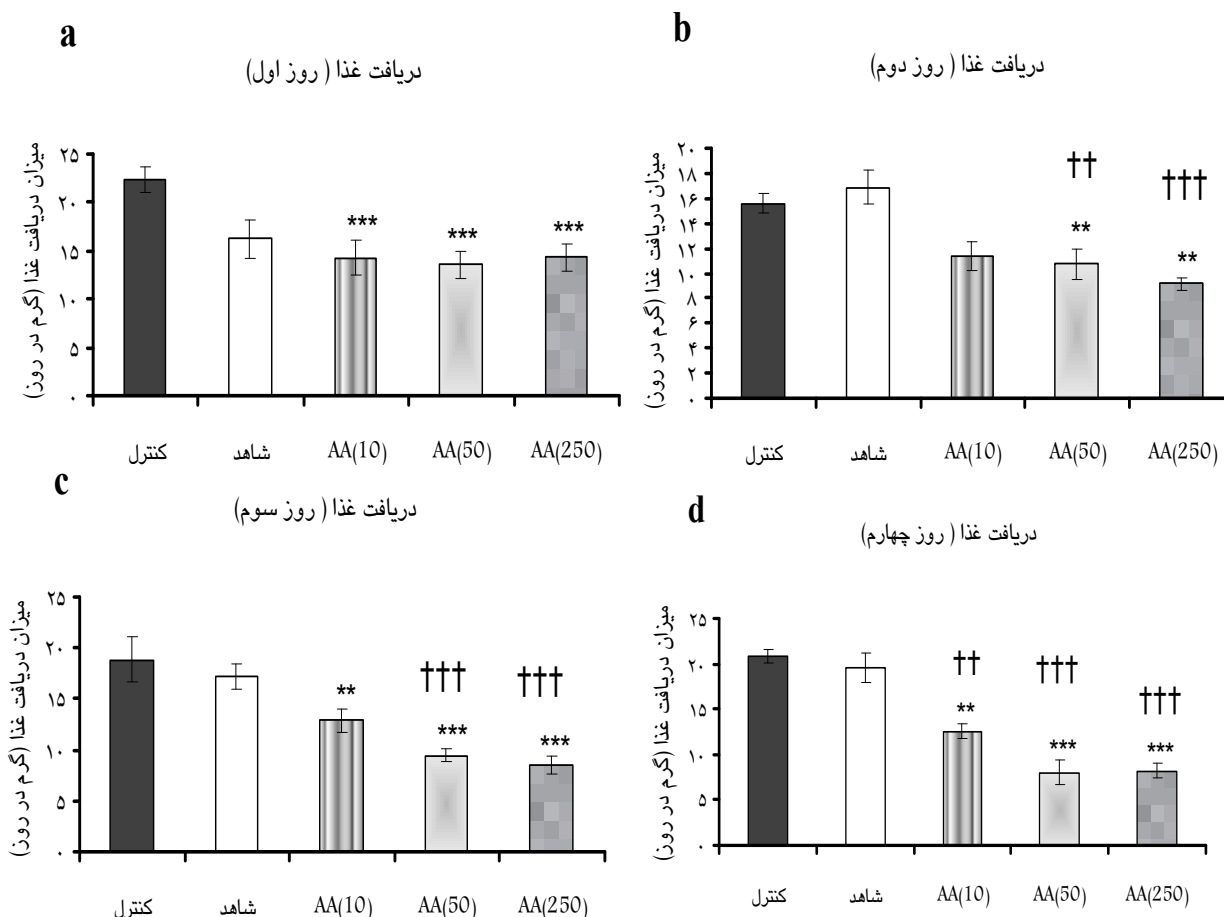 a
دریافت غذا ( روز اول)
میزان دریافت غذا (گرم در روز)
۲۵
۲۰
۱۵
۱۰
۵
۰
***
***
***
کنترل شاهد AA(10) AA(50) AA(250)
b
دریافت غذا ( روز دوم)
میزان دریافت غذا (گرم در روز)
۲۰
۱۸
۱۶
۱۴
۱۲
۱۰
۸
۶
۴
۲
۰
††
**
†††
**
کنترل شاهد AA(10) AA(50) AA(250)
c
دریافت غذا ( روز سوم)
میزان دریافت غذا (گرم در روز)
۲۵
۲۰
۱۵
۱۰
۵
۰
**
†††
***
†††
***
کنترل شاهد AA(10) AA(50) AA(250)
d
دریافت غذا ( روز چهارم)
میزان دریافت غذا (گرم در روز)
۲۵
۲۰
۱۵
۱۰
۵
۰
††
**
†††
***
†††
***
کنترل شاهد AA(10) AA(50) AA(250)